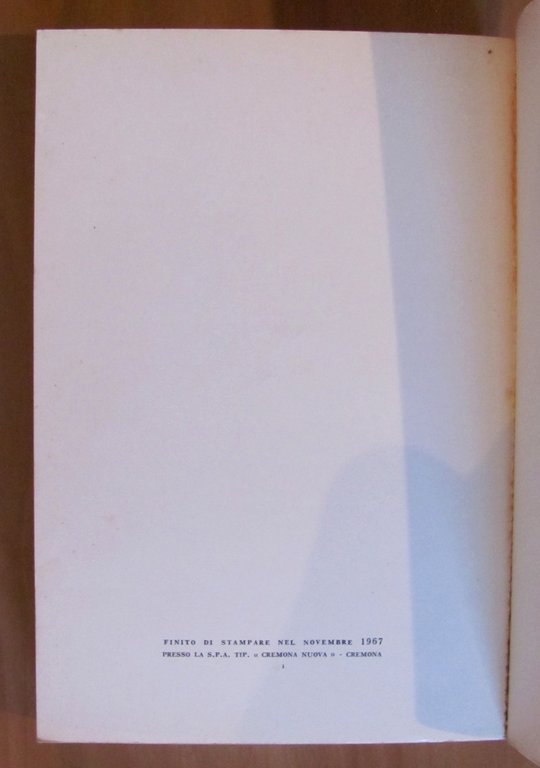 FINITO DI STAMPARE NEL NOVEMBRE 1967
PRESSO LA S.P.A. TIP. « CREMONA NUOVA » - CREMONA